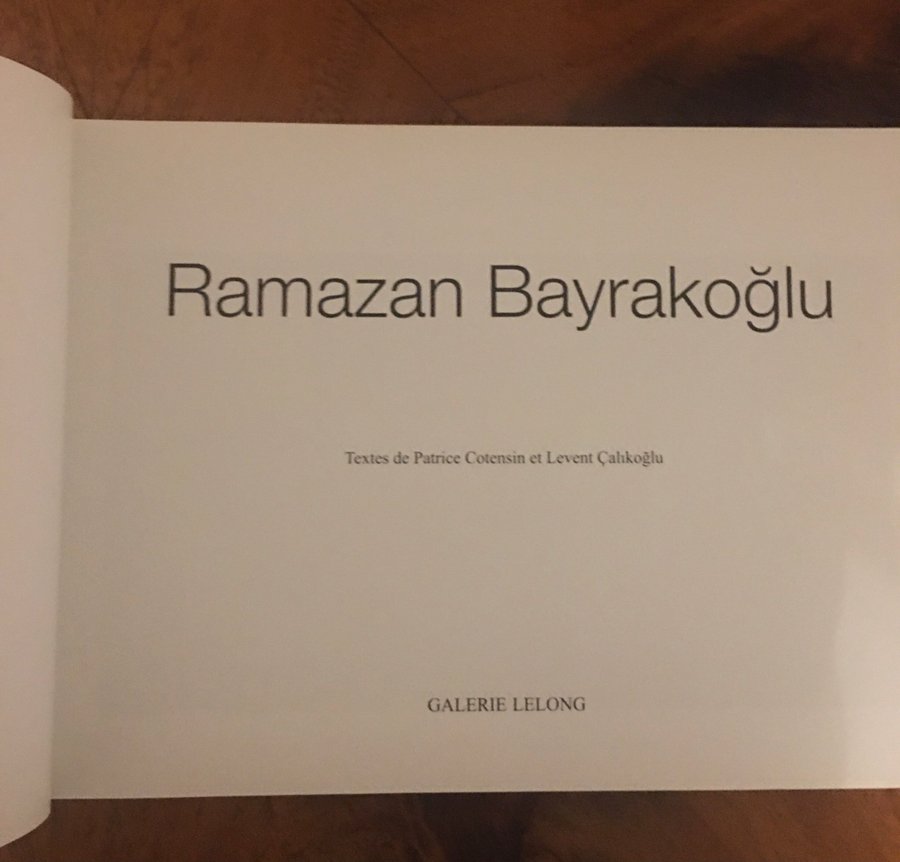 Ramazan Bayrakoğlu
Textes de Patrice Cotensin et Levent Çalıkoğlu
GALERIE LELONG